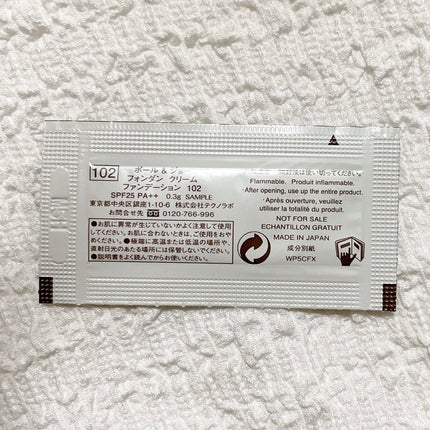 102
ポール & ジョー
フォンダン クリーム
ファンデーション 102
SPF25 PA++ 0.3g SAMPLE
東京都中央区銀座1-10-6 株式会社テクノラボ
お問合せ先 0120-766-996
●お肌に異常が生じていないかよく注意して使用
してください。お肌に合わないときは、ご使用をおや
めください。●極端に高温または低温の場所や、
直射日光のあたる場所には保管しないでください。
●説明書をよく読んでからお使いください。
は使い切ってください。
Flammable. Produit inflammable.
・After opening, use up the entire product.
・Après ouverture, veuillez
utiliser la totalité du produit.
NOT FOR SALE
ECHANTILLON GRATUIT
MADE IN JAPAN
成分別紙
WP5CFX